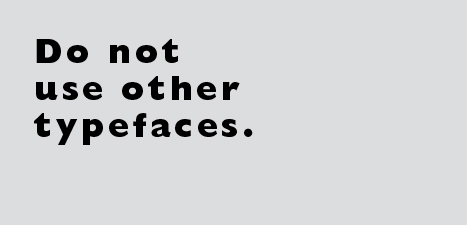 Do not
use other
typefaces.